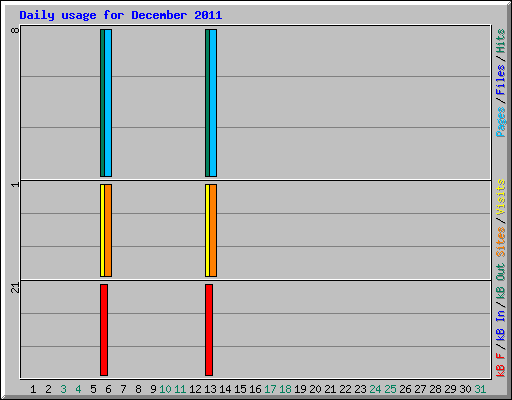 Daily usage for December 2011
8
Pages / Files / Hits
1
Sites / Visits
21
kB F / kB In / kB Out
1 2 3 4 5 6 7 8 9 10 11 12 13 14 15 16 17 18 19 20 21 22 23 24 25 26 27 28 29 30 31